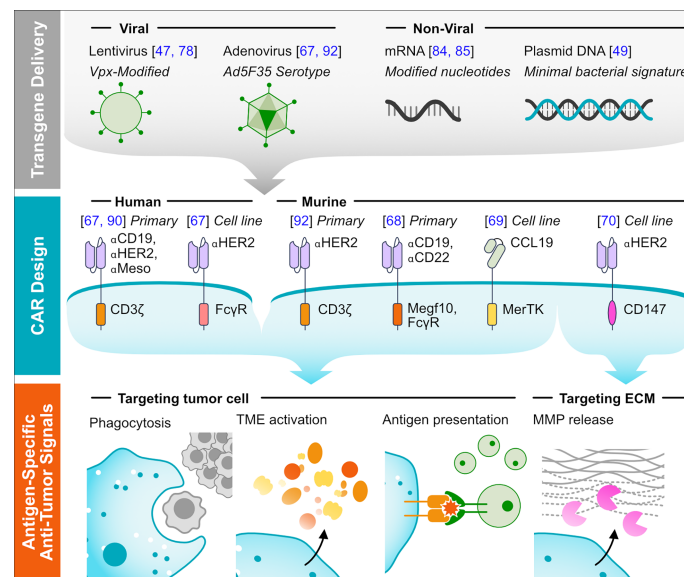 Transgene Delivery
Viral
Non-Viral
Lentivirus [47, 78]
Vpx-Modified
Adenovirus [67, 92]
Ad5F35 Serotype
mRNA [84, 85]
Modified nucleotides
Plasmid DNA [49]
Minimal bacterial signature
CAR Design
Human
Murine
[67, 90] Primary
αCD19,
αHER2,
αMeso
CD3ζ
[67] Cell line
αHER2
FcγR
[92] Primary
αHER2
CD3ζ
[68] Primary
αCD19,
αCD22
Megf10,
FcγR
[69] Cell line
CCL19
MerTK
[70] Cell line
αHER2
CD147
Antigen-Specific
Anti-Tumor Signals
Targeting tumor cell
Targeting ECM
Phagocytosis
TME activation
Antigen presentation
MMP release